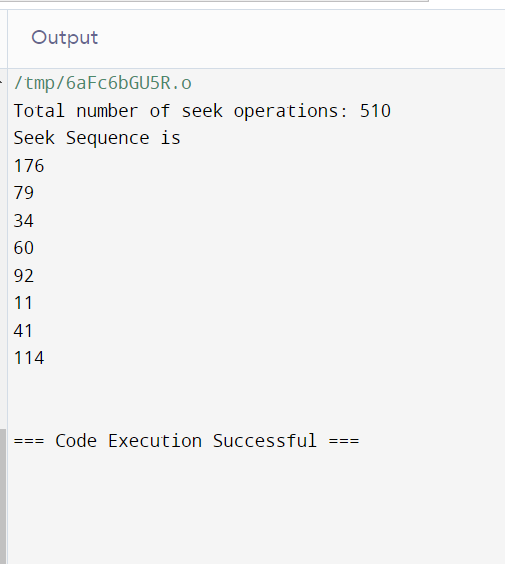 Output
/tmp/6aFc6bGU5R.o
Total number of seek operations: 510
Seek Sequence is
176
79
34
60
92
11
41
114
=== Code Execution Successful ===